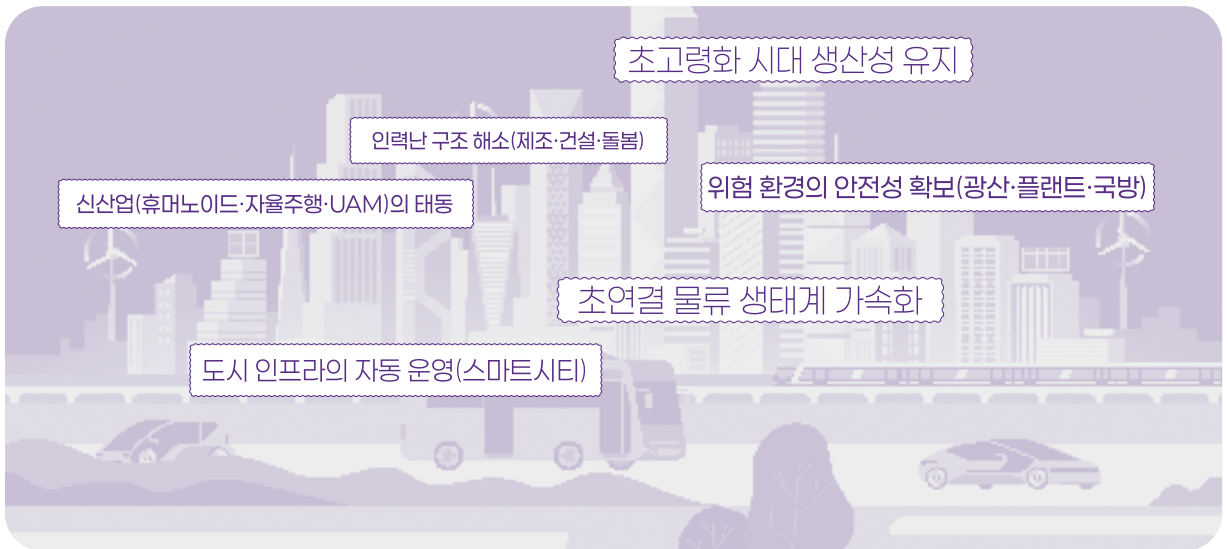 초고령화 시대 생산성 유지
인력난 구조 해소(제조·건설·돌봄)
위험 환경의 안전성 확보(광산·플랜트·국방)
신산업(휴머노이드·자율주행·UAM)의 태동
초연결 물류 생태계 가속화
도시 인프라의 자동 운영(스마트시티)